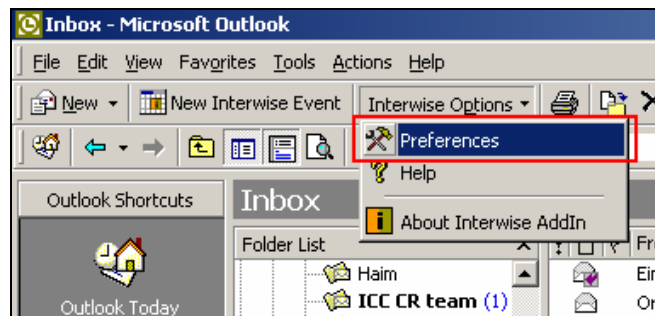 Inbox - Microsoft Outlook
File Edit View Favorites Tools Actions Help
New New Interwise Event Interwise Options
Preferences
Help
About Interwise AddIn
Outlook Shortcuts
Inbox
Folder List
Haim
ICC CR team (1)
Outlook Today